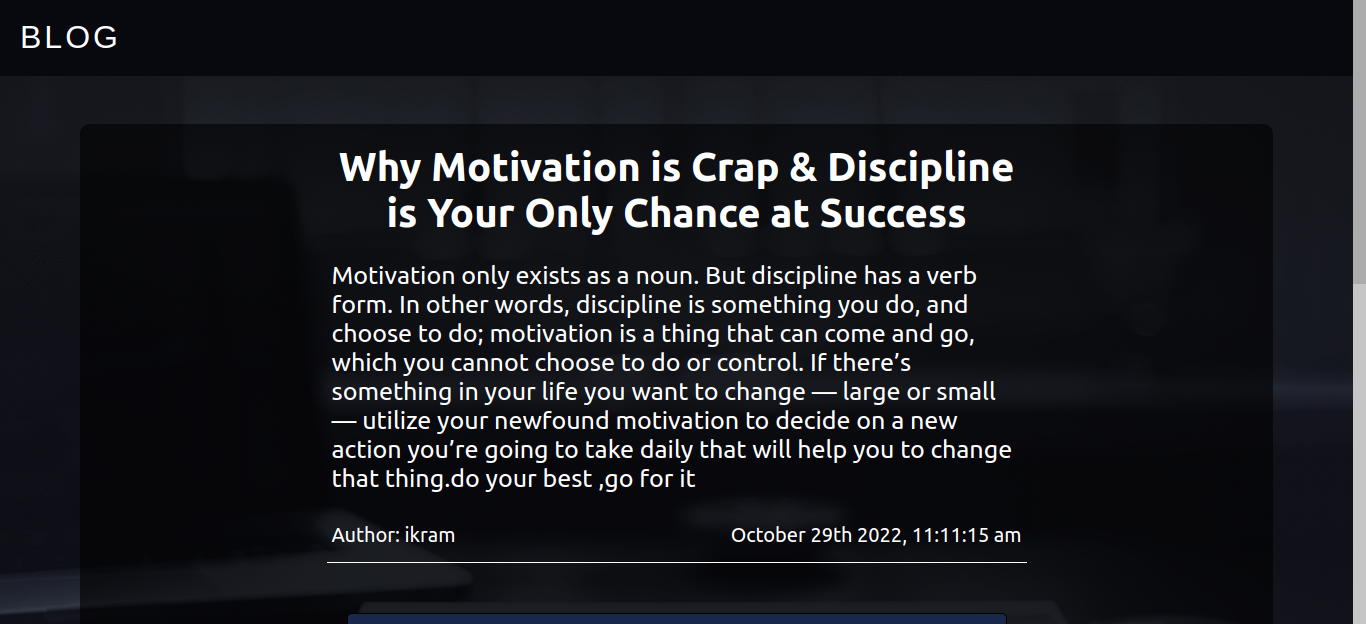 BLOG
Why Motivation is Crap & Discipline
is Your Only Chance at Success
Motivation only exists as a noun. But discipline has a verb
form. In other words, discipline is something you do, and
choose to do; motivation is a thing that can come and go,
which you cannot choose to do or control. If there’s
something in your life you want to change — large or small
— utilize your newfound motivation to decide on a new
action you’re going to take daily that will help you to change
that thing.do your best ,go for it
Author: ikram
October 29th 2022, 11:11:15 am